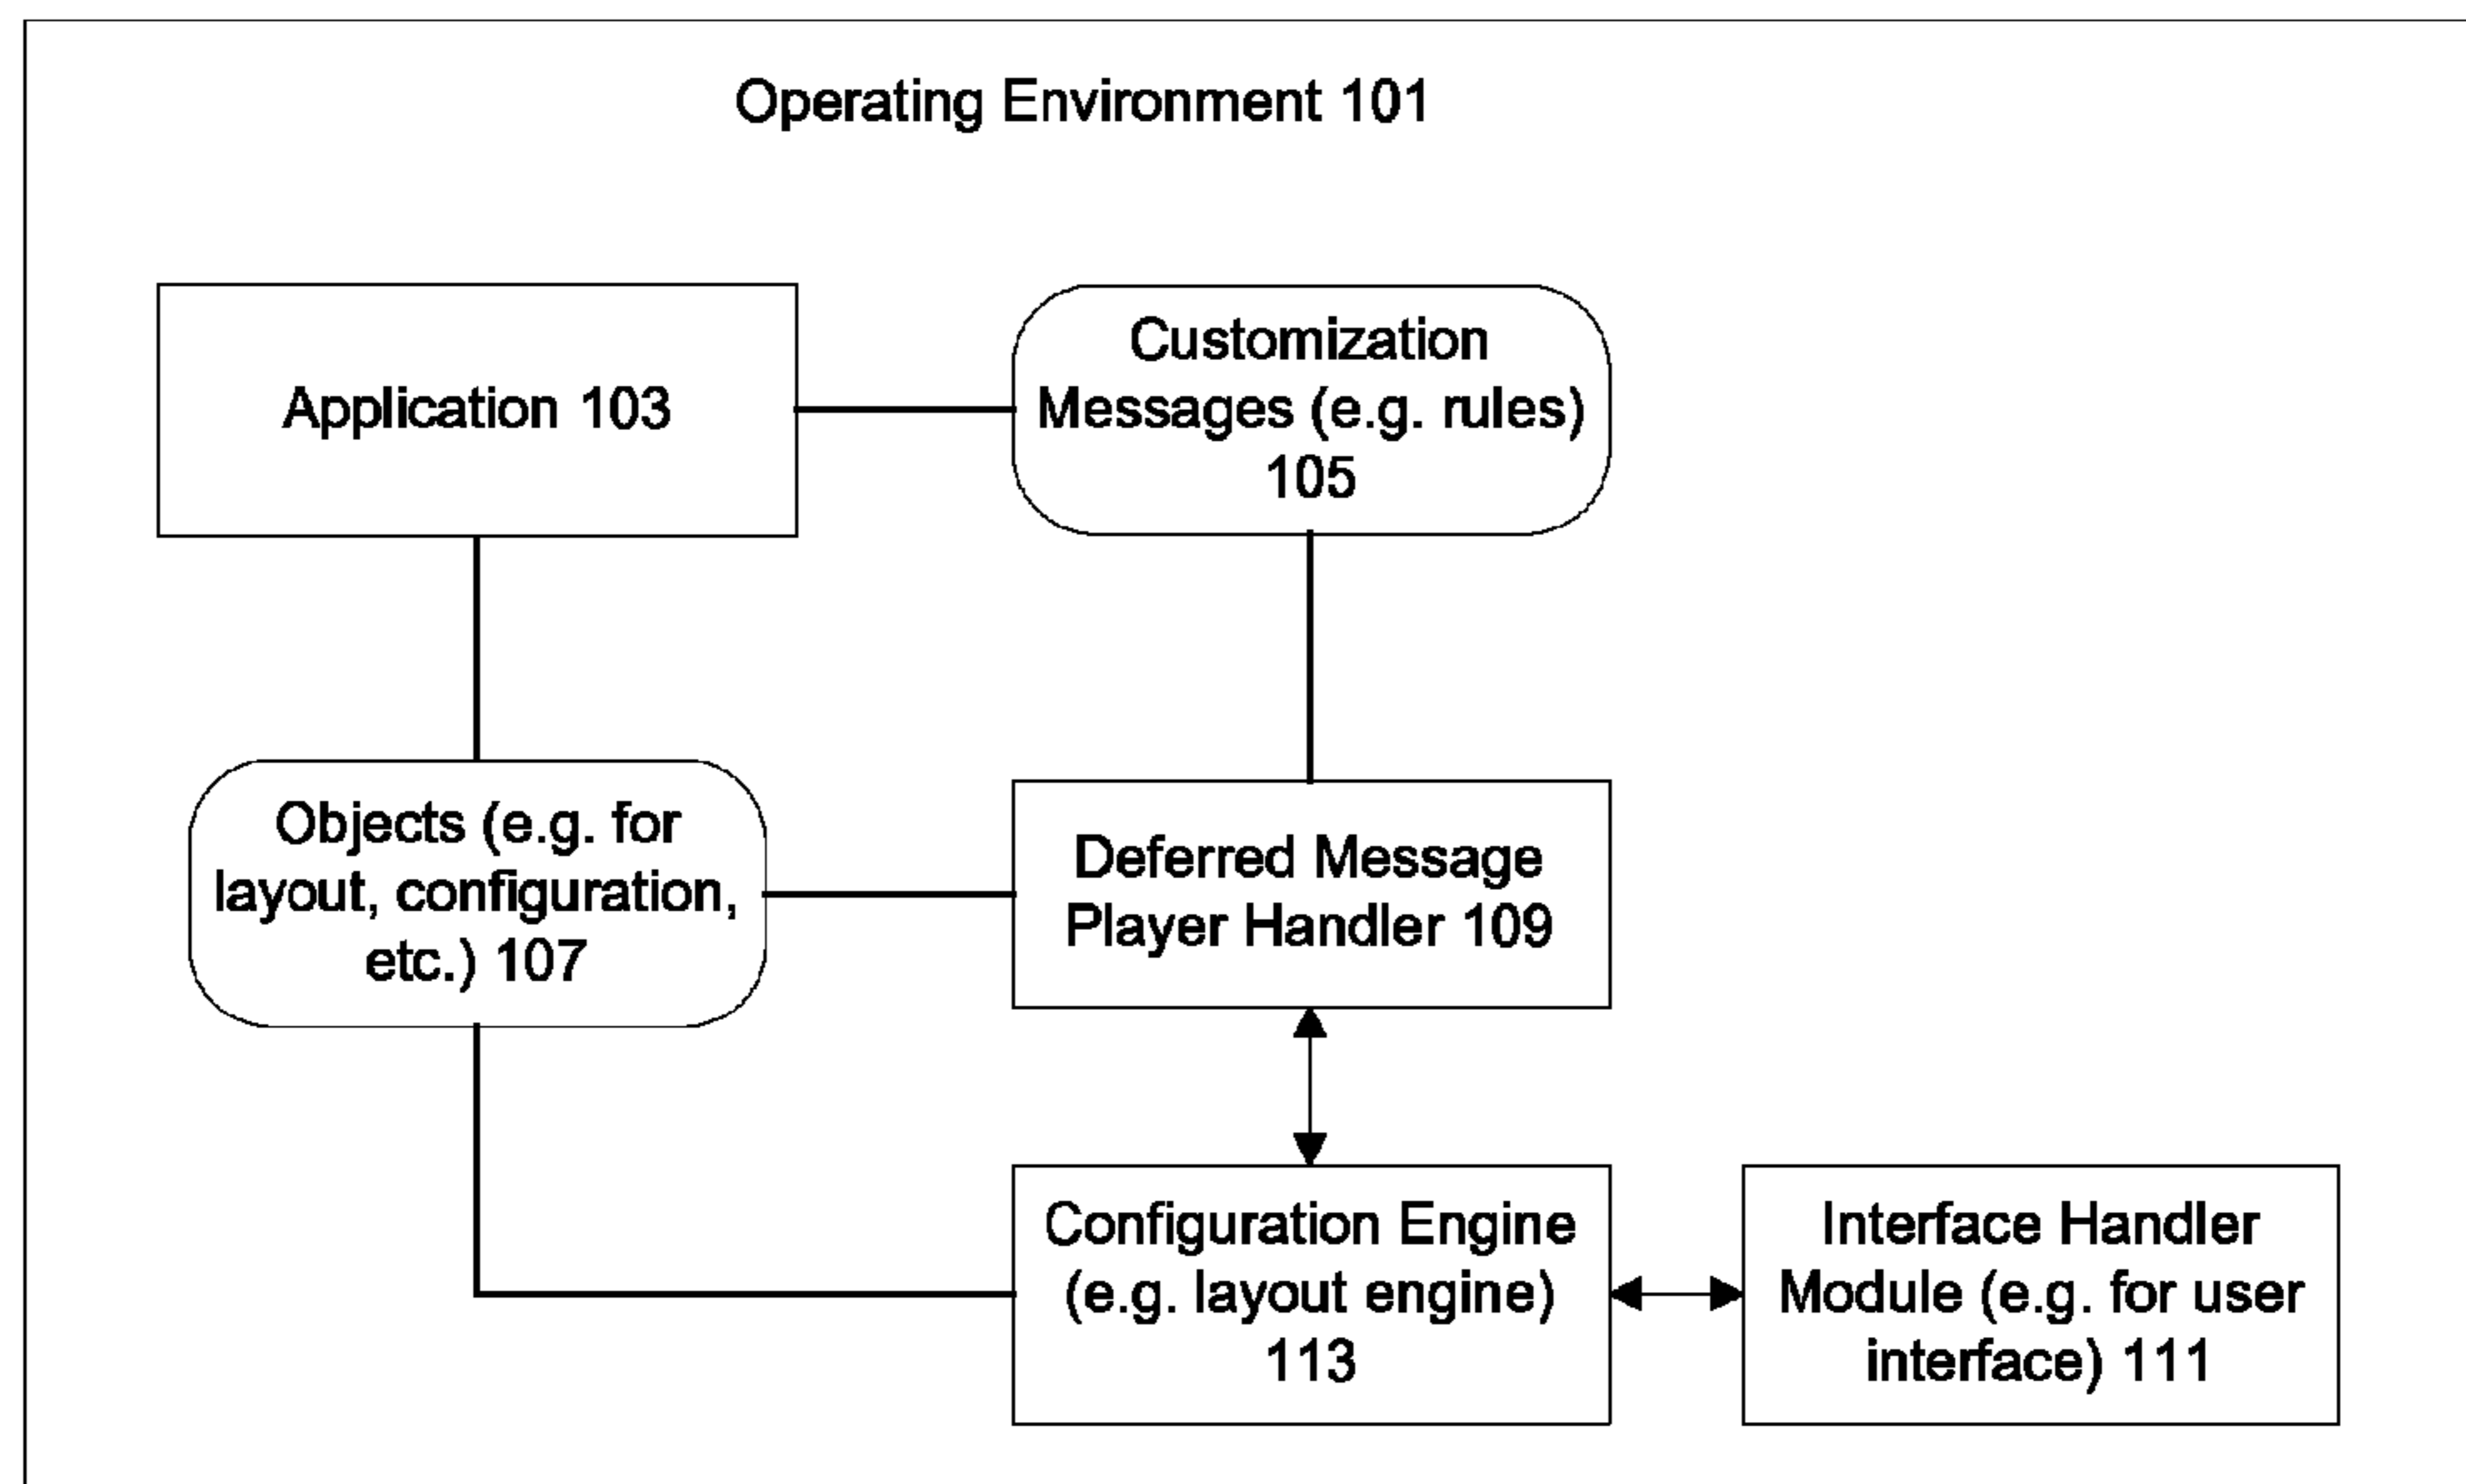 Operating Environment 101
Application 103
Customization
Messages (e.g. rules)
105
Objects (e.g. for
layout, configuration,
etc.) 107
Deferred Message
Player Handler 109
Configuration Engine
(e.g. layout engine)
113
Interface Handler
Module (e.g. for user
interface) 111